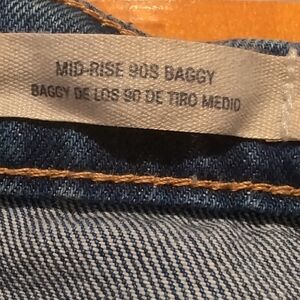 MID-RISE 90S BAGGY
BAGGY DE LOS 90 DE TIRO MEDIO